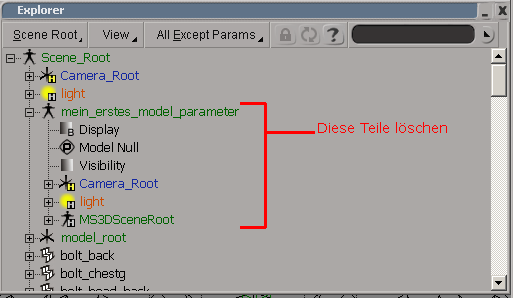 Explorer
Scene Root View All Except Params ?
Scene_Root
Camera_Root
light
mein_erstes_model_parameter
Display
Model Null
Visibility
Camera_Root
light
MS3DSceneRoot
model_root
bolt_back
bolt_chestg
bolt_head_back
Diese Teile löschen